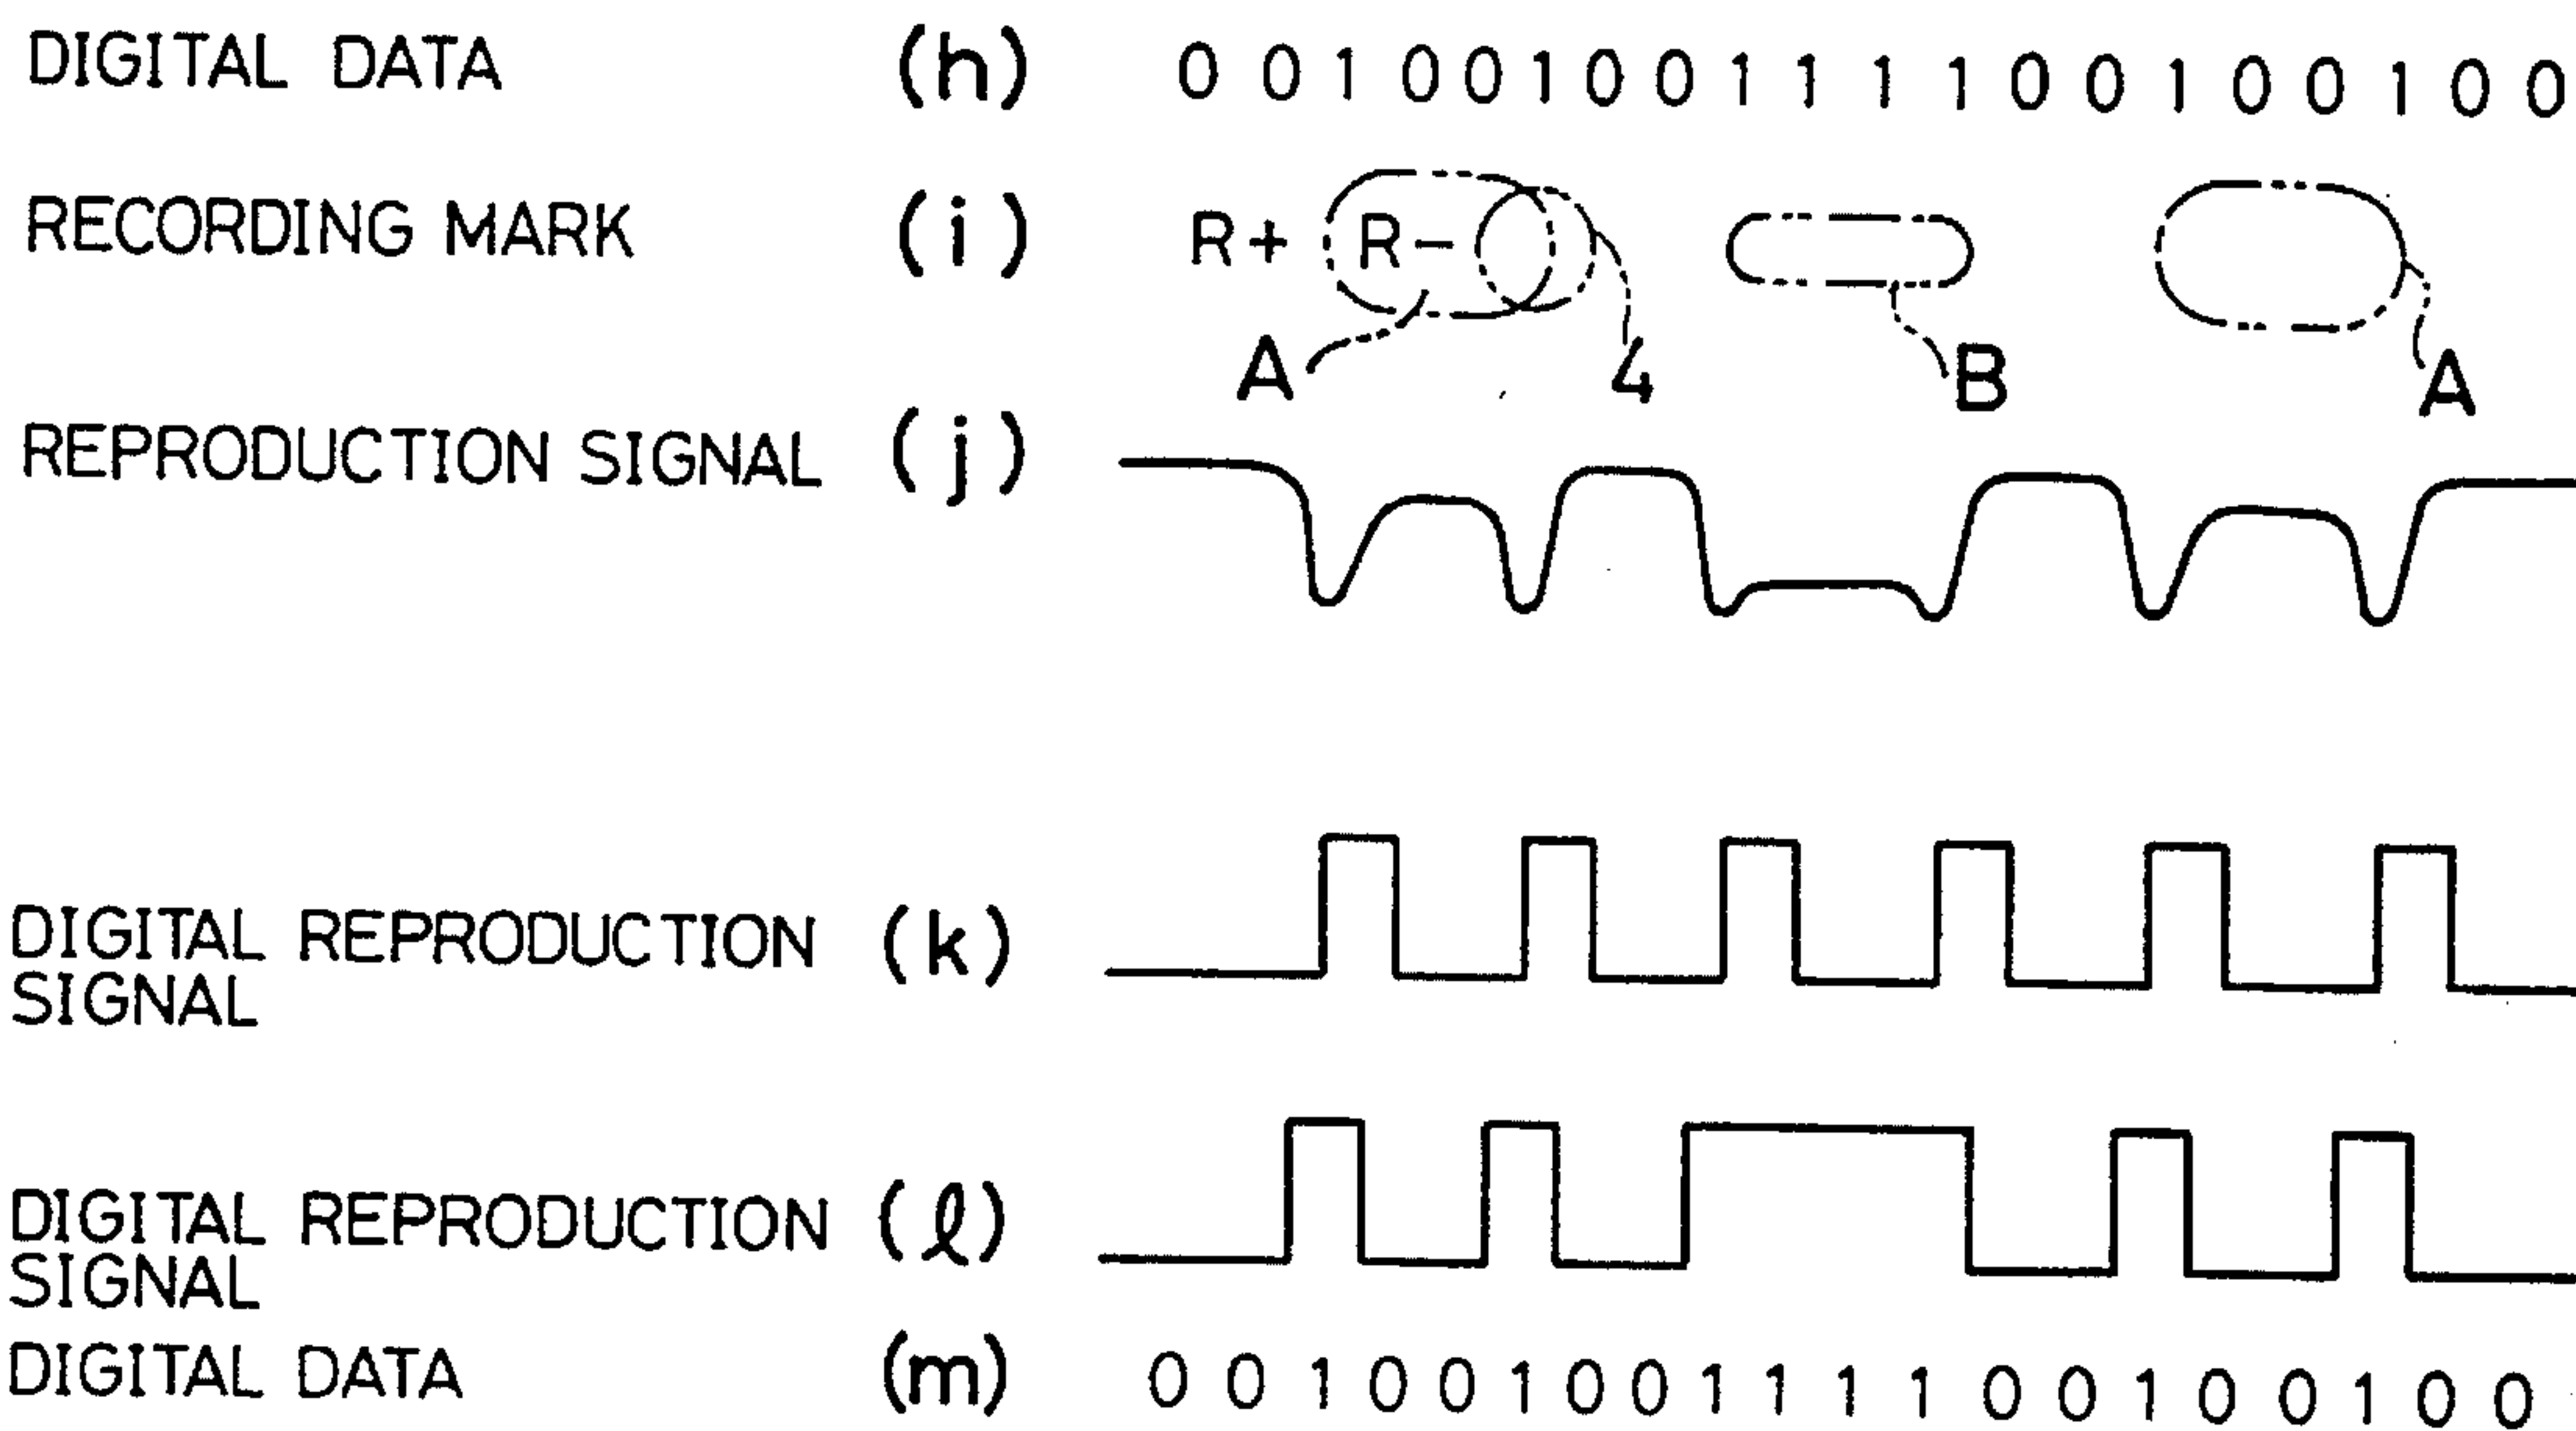 DIGITAL DATA (h) 0 0 1 0 0 1 0 0 1 1 1 1 0 0 1 0 0 1 0 0
RECORDING MARK (i) R+ R-
A 4 B A
REPRODUCTION SIGNAL (j)
DIGITAL REPRODUCTION SIGNAL (k)
DIGITAL REPRODUCTION SIGNAL (ℓ)
DIGITAL DATA (m) 0 0 1 0 0 1 0 0 1 1 1 1 0 0 1 0 0 1 0 0